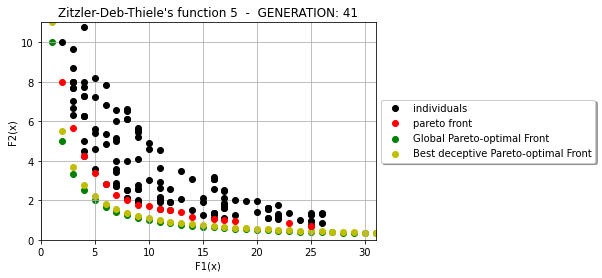 Zitzler-Deb-Thiele's function 5 - GENERATION: 41
10
8
6
4
2
0
F2(x)
0 5 10 15 20 25 30
F1(x)
individuals
pareto front
Global Pareto-optimal Front
Best deceptive Pareto-optimal Front